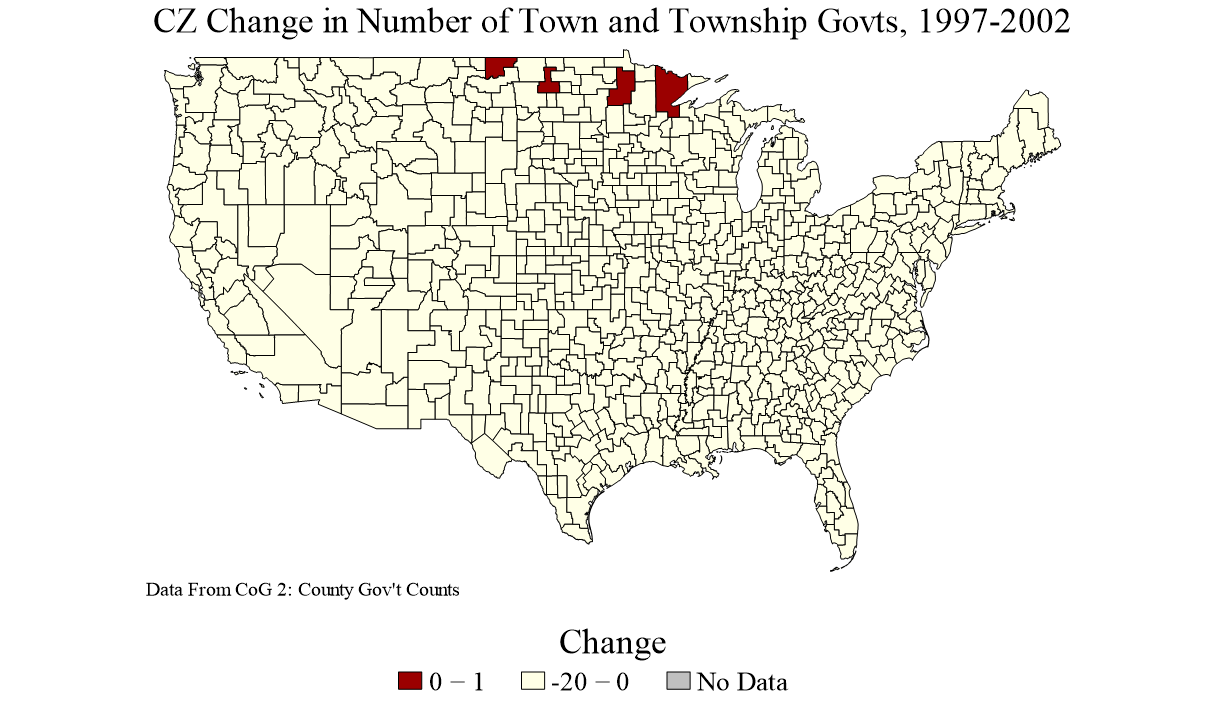 CZ Change in Number of Town and Township Govts, 1997-2002
Data From CoG 2: County Gov't Counts
Change
0 − 1 -20 − 0 No Data